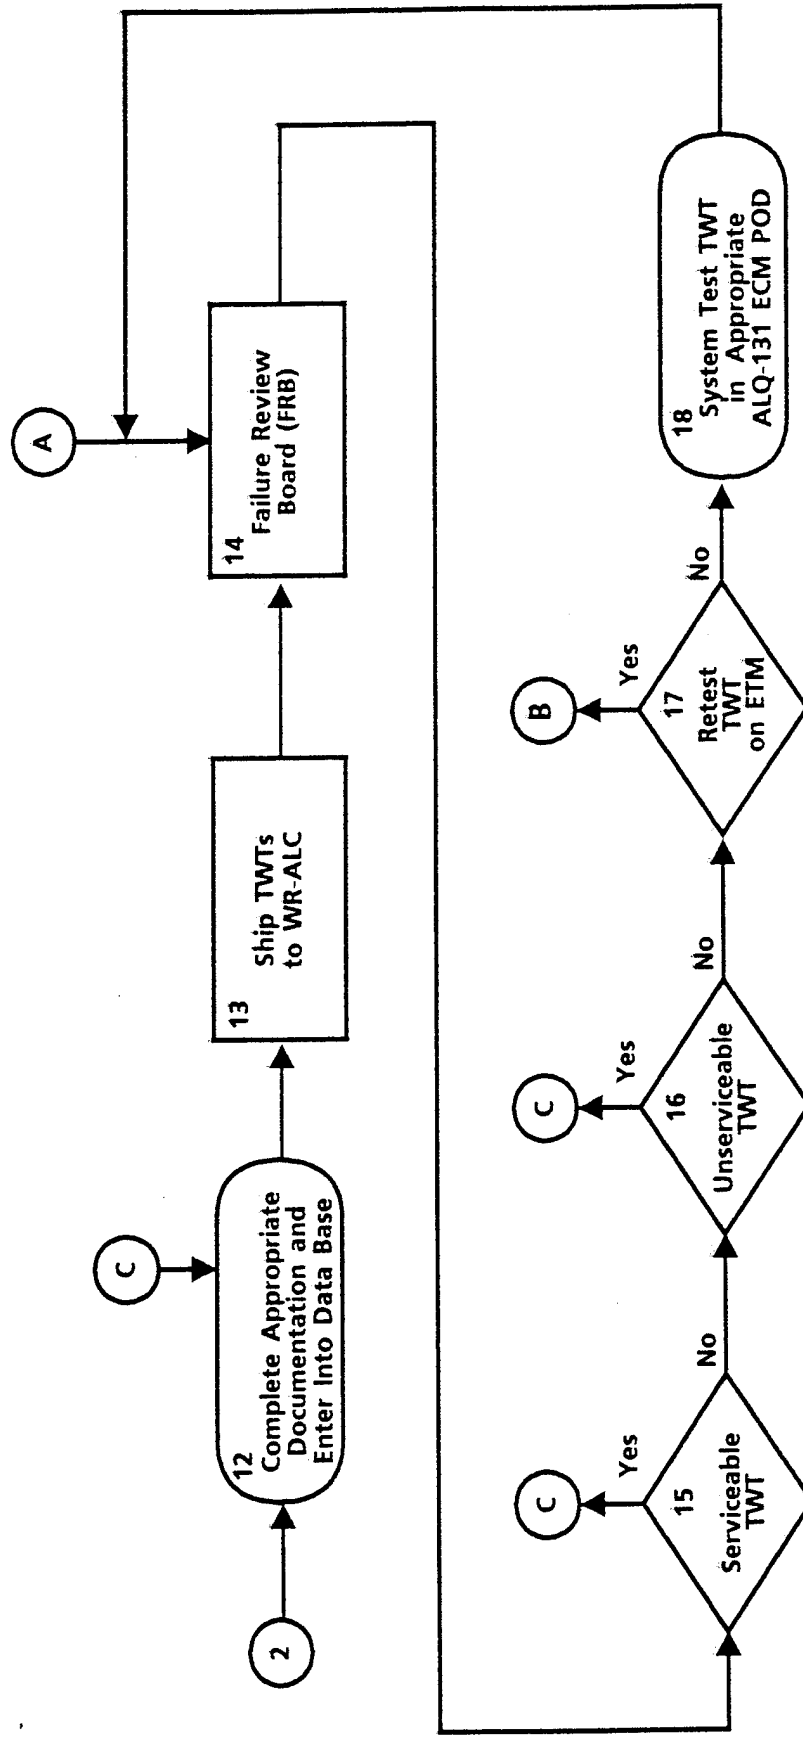 A
C
2
12
Complete Appropriate
Documentation and
Enter Into Data Base
13
Ship TWTs
to WR-ALC
14
Failure Review
Board (FRB)
C
Yes
15
Serviceable
TWT
No
C
Yes
16
Unserviceable
TWT
No
B
Yes
17
Retest
TWT
on ETM
No
18
System Test TWT
in Appropriate
ALQ-131 ECM POD